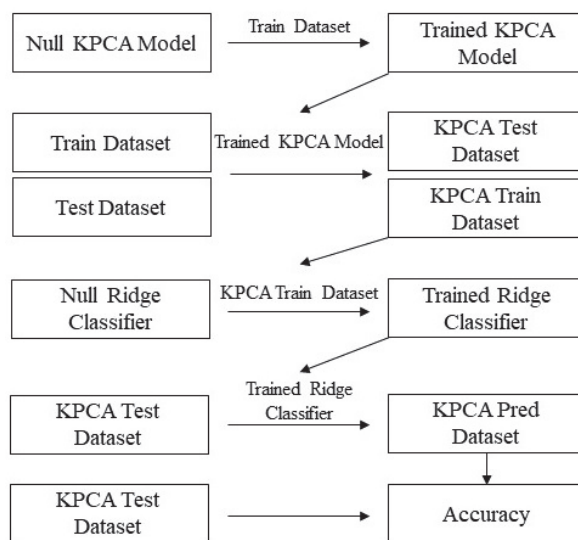 Null KPCA Model
Train Dataset
Trained KPCA
Model
Train Dataset
Trained KPCA Model
KPCA Test
Dataset
Test Dataset
KPCA Train
Dataset
Null Ridge
Classifier
KPCA Train Dataset
Trained Ridge
Classifier
KPCA Test
Dataset
Trained Ridge
Classifier
KPCA Pred
Dataset
KPCA Test
Dataset
Accuracy